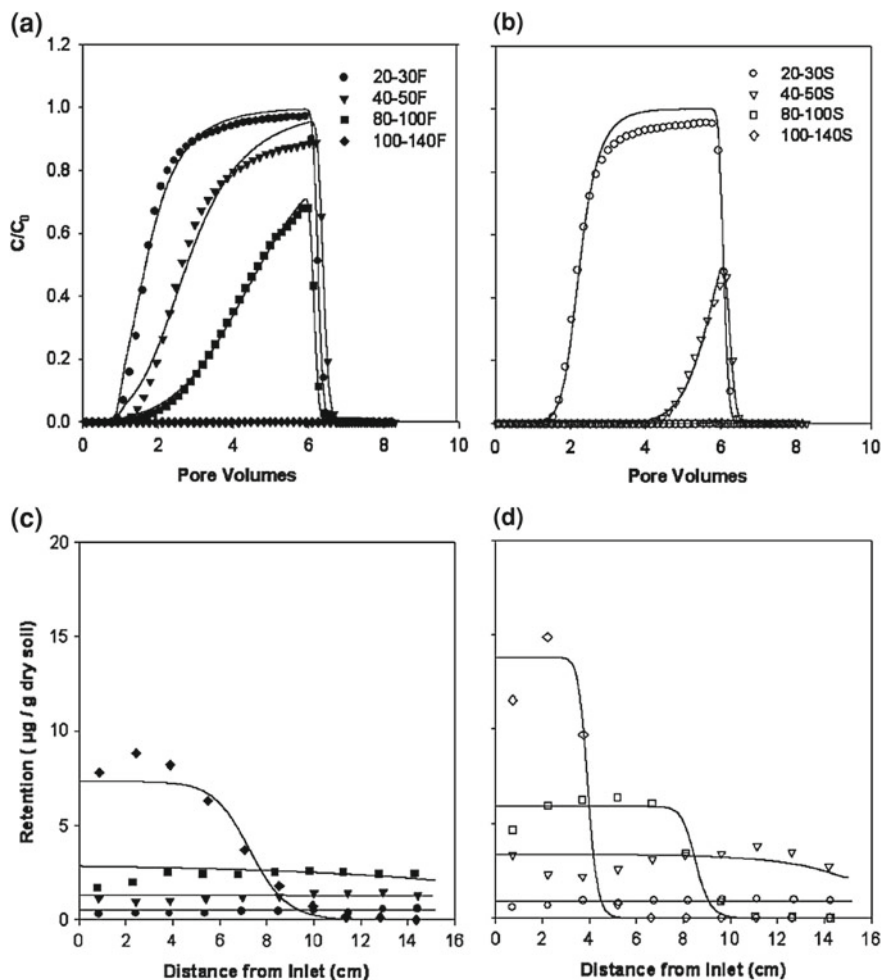 (a)
1.2
1.0
0.8
0.6
0.4
0.2
0.0
C/C0
0 2 4 6 8 10
Pore Volumes
20-30F
40-50F
80-100F
100-140F
(b)
0 2 4 6 8 10
Pore Volumes
20-30S
40-50S
80-100S
100-140S
(c)
20
15
10
5
0
Retention ( µg / g dry soil)
0 2 4 6 8 10 12 14 16
Distance from Inlet (cm)
(d)
0 2 4 6 8 10 12 14 16
Distance from Inlet (cm)